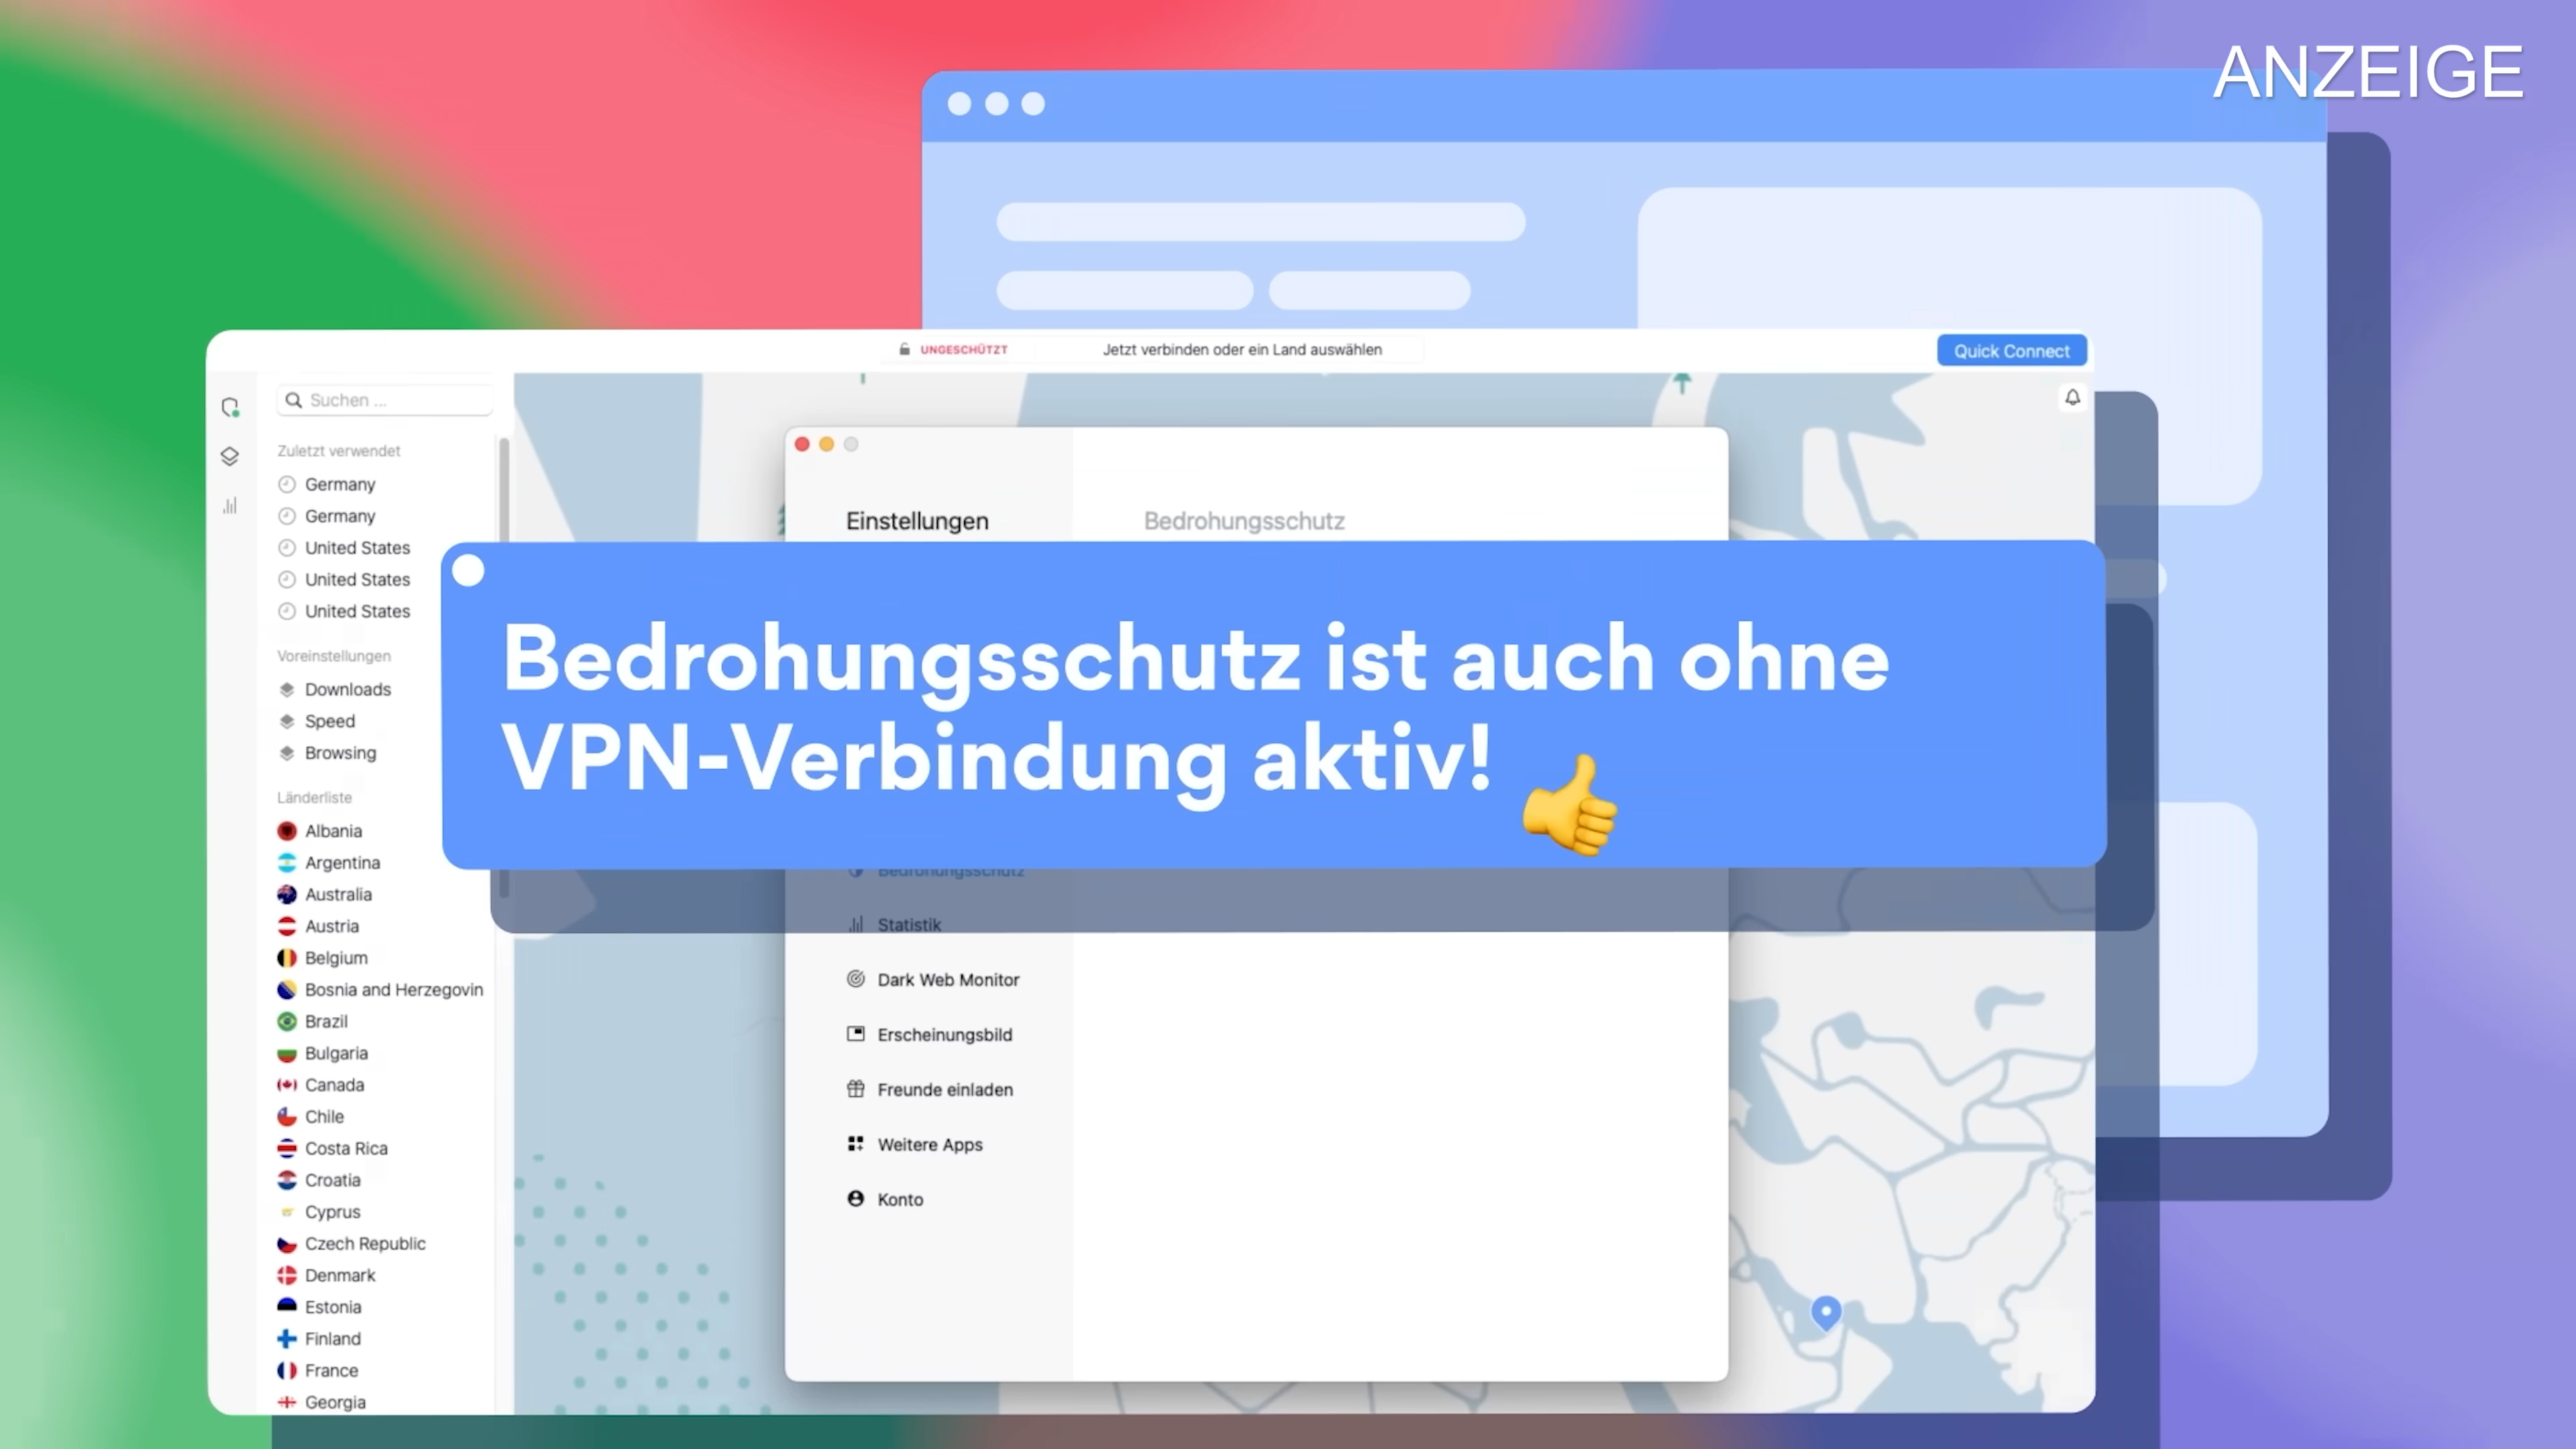 ANZEIGE
UNGESCHÜTZT
Jetzt verbinden oder ein Land auswählen
Quick Connect
Suchen ...
Zuletzt verwendet
Germany
Germany
United States
United States
United States
Voreinstellungen
Downloads
Speed
Browsing
Länderliste
Albania
Argentina
Australia
Austria
Belgium
Bosnia and Herzegovin
Brazil
Bulgaria
Canada
Chile
Costa Rica
Croatia
Cyprus
Czech Republic
Denmark
Estonia
Finland
France
Georgia
Einstellungen
Bedrohungsschutz
Bedrohungsschutz ist auch ohne
VPN-Verbindung aktiv!
Bedrohungsschutz
Statistik
Dark Web Monitor
Erscheinungsbild
Freunde einladen
Weitere Apps
Konto